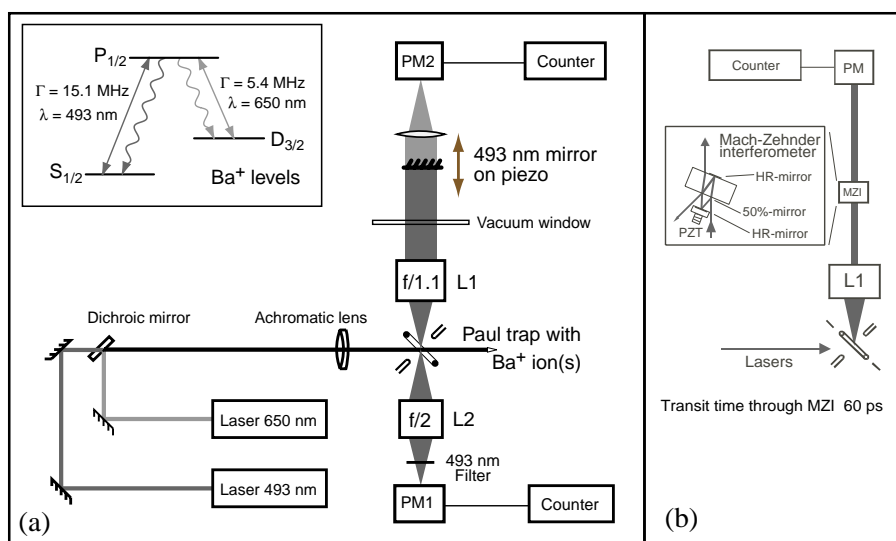 P1/2
Γ = 15.1 MHz
λ = 493 nm
Γ = 5.4 MHz
λ = 650 nm
D3/2
S1/2
Ba+ levels
PM2
Counter
493 nm mirror
on piezo
Vacuum window
f/1.1
L1
Dichroic mirror
Achromatic lens
Paul trap with
Ba+ ion(s)
Laser 650 nm
f/2
L2
493 nm
Filter
Laser 493 nm
PM1
Counter
(a)
Counter
PM
Mach-Zehnder
interferometer
HR-mirror
MZI
50%-mirror
PZT
HR-mirror
L1
Lasers
Transit time through MZI 60 ps
(b)